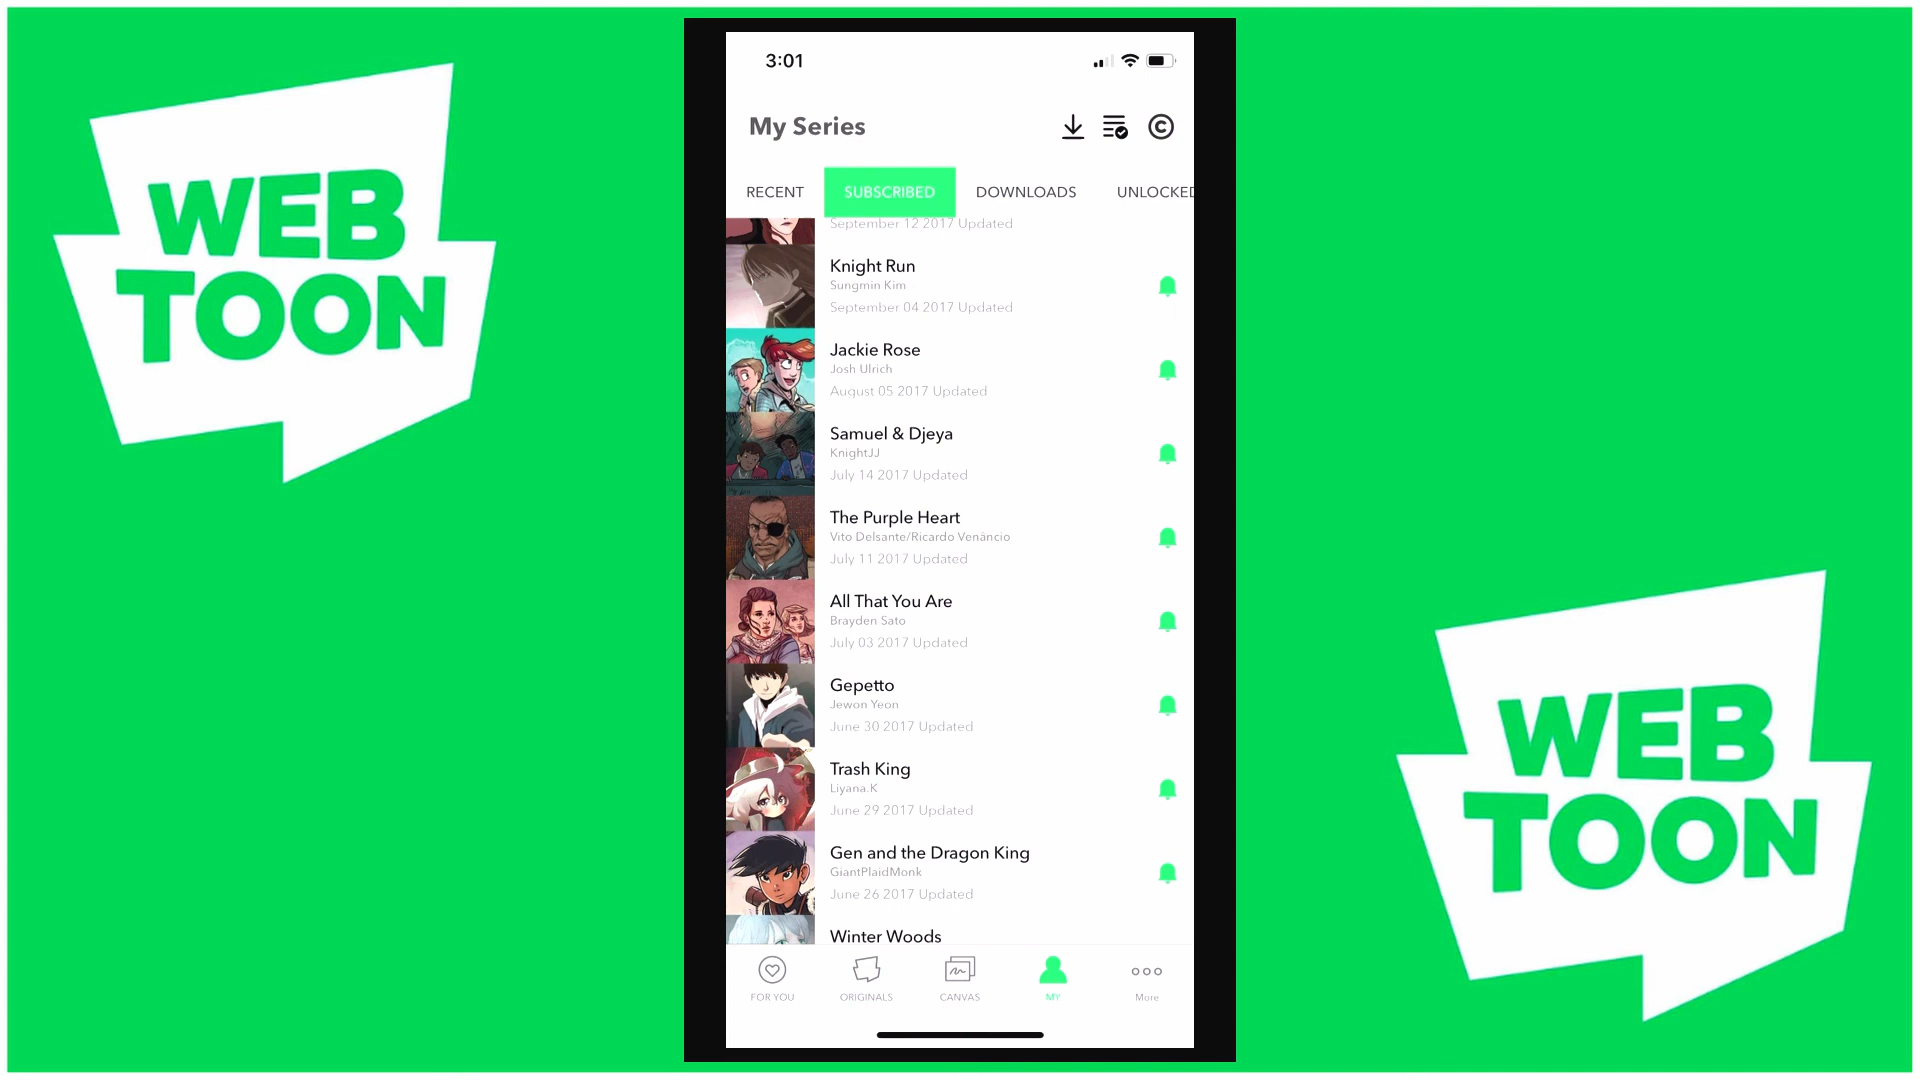 WEB
TOON
3:01
My Series
RECENT SUBSCRIBED DOWNLOADS UNLOCKED
September 12 2017 Updated
Knight Run
Sungmin Kim
September 04 2017 Updated
Jackie Rose
Josh Ulrich
August 05 2017 Updated
Samuel & Djeya
KnightJJ
July 14 2017 Updated
The Purple Heart
Vito Delsante/Ricardo Venâncio
July 11 2017 Updated
All That You Are
Brayden Sato
July 03 2017 Updated
Gepetto
Jewon Yeon
June 30 2017 Updated
Trash King
Liyana.K
June 29 2017 Updated
Gen and the Dragon King
GiantPlaidMonk
June 26 2017 Updated
Winter Woods
FOR YOU ORIGINALS CANVAS MY More
WEB
TOON